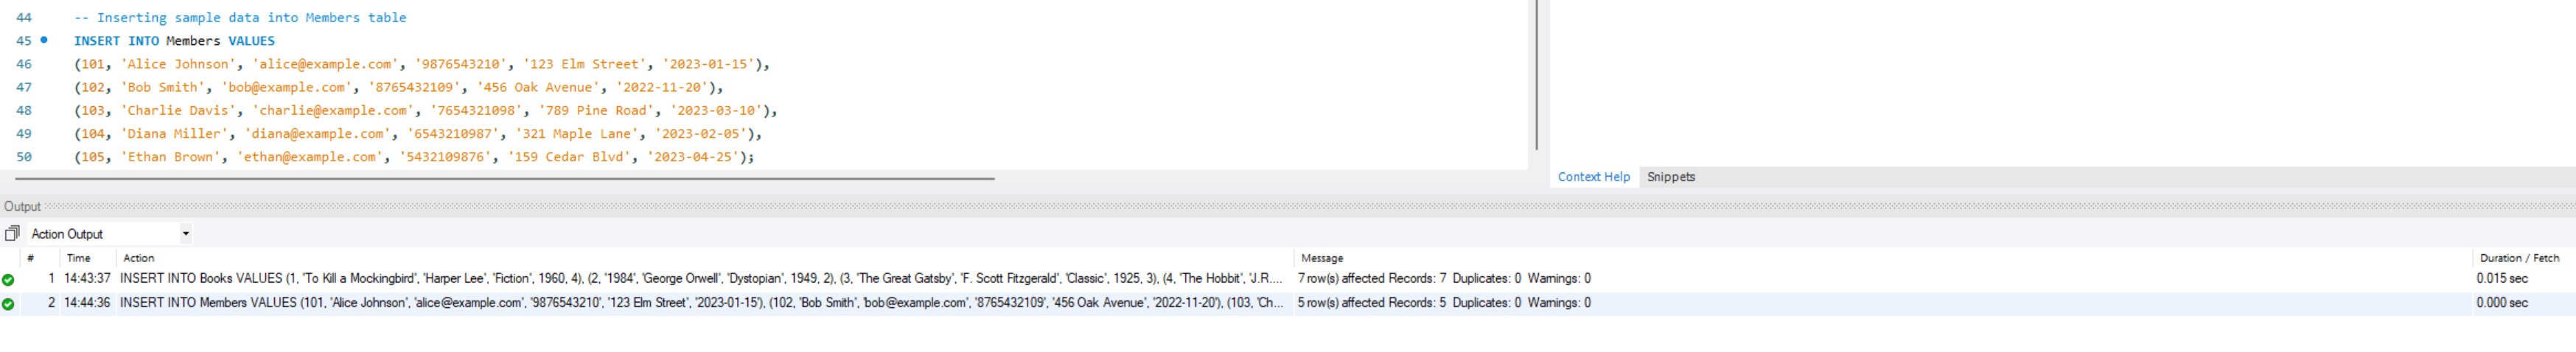 44 -- Inserting sample data into Members table
45 INSERT INTO Members VALUES
46 (101, 'Alice Johnson', 'alice@example.com', '9876543210', '123 Elm Street', '2023-01-15'),
47 (102, 'Bob Smith', 'bob@example.com', '8765432109', '456 Oak Avenue', '2022-11-20'),
48 (103, 'Charlie Davis', 'charlie@example.com', '7654321098', '789 Pine Road', '2023-03-10'),
49 (104, 'Diana Miller', 'diana@example.com', '6543210987', '321 Maple Lane', '2023-02-05'),
50 (105, 'Ethan Brown', 'ethan@example.com', '5432109876', '159 Cedar Blvd', '2023-04-25');
Context Help Snippets
Output
Action Output
# Time Action Message Duration / Fetch
1 14:43:37 INSERT INTO Books VALUES (1, 'To Kill a Mockingbird', 'Harper Lee', 'Fiction', 1960, 4), (2, '1984', 'George Orwell', 'Dystopian', 1949, 2), (3, 'The Great Gatsby', 'F. Scott Fitzgerald', 'Classic', 1925, 3), (4, 'The Hobbit', 'J.R.... 7 row(s) affected Records: 7 Duplicates: 0 Warnings: 0 0.015 sec
2 14:44:36 INSERT INTO Members VALUES (101, 'Alice Johnson', 'alice@example.com', '9876543210', '123 Elm Street', '2023-01-15'), (102, 'Bob Smith', 'bob@example.com', '8765432109', '456 Oak Avenue', '2022-11-20'), (103, 'Ch... 5 row(s) affected Records: 5 Duplicates: 0 Warnings: 0 0.000 sec